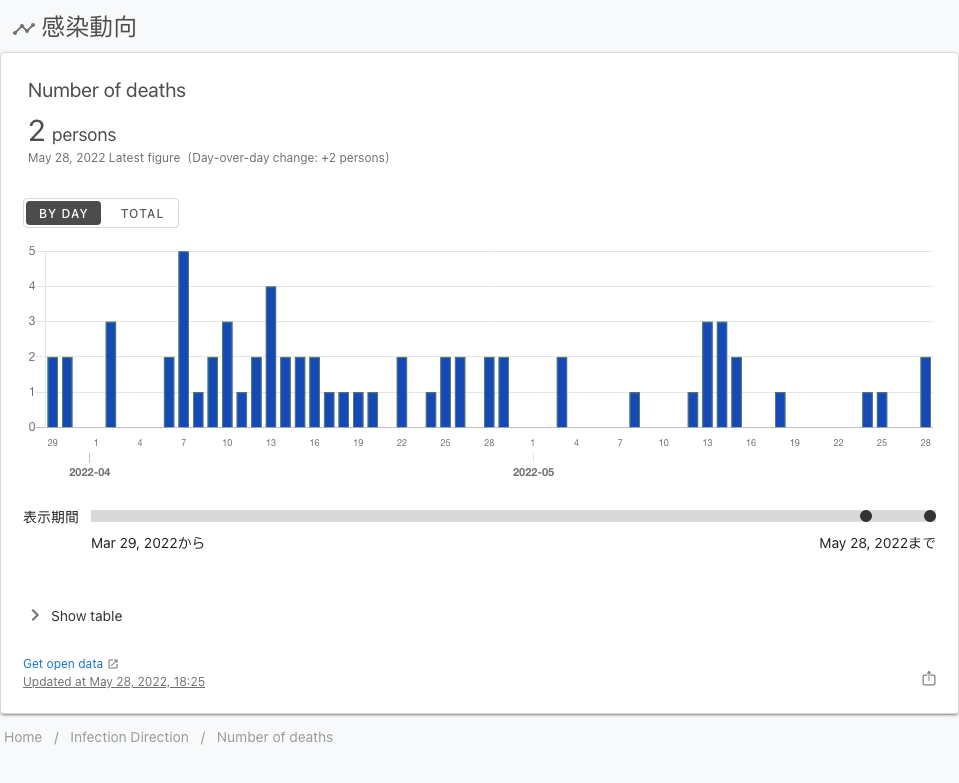 感染動向
Number of deaths
2 persons
May 28, 2022 Latest figure (Day-over-day change: +2 persons)
BY DAY TOTAL
5
4
3
2
1
0
29 1 4 7 10 13 16 19 22 25 28 1 4 7 10 13 16 19 22 25 28
2022-04 2022-05
表示期間
Mar 29, 2022から May 28, 2022まで
Show table
Get open data
Updated at May 28, 2022, 18:25
Home / Infection Direction / Number of deaths